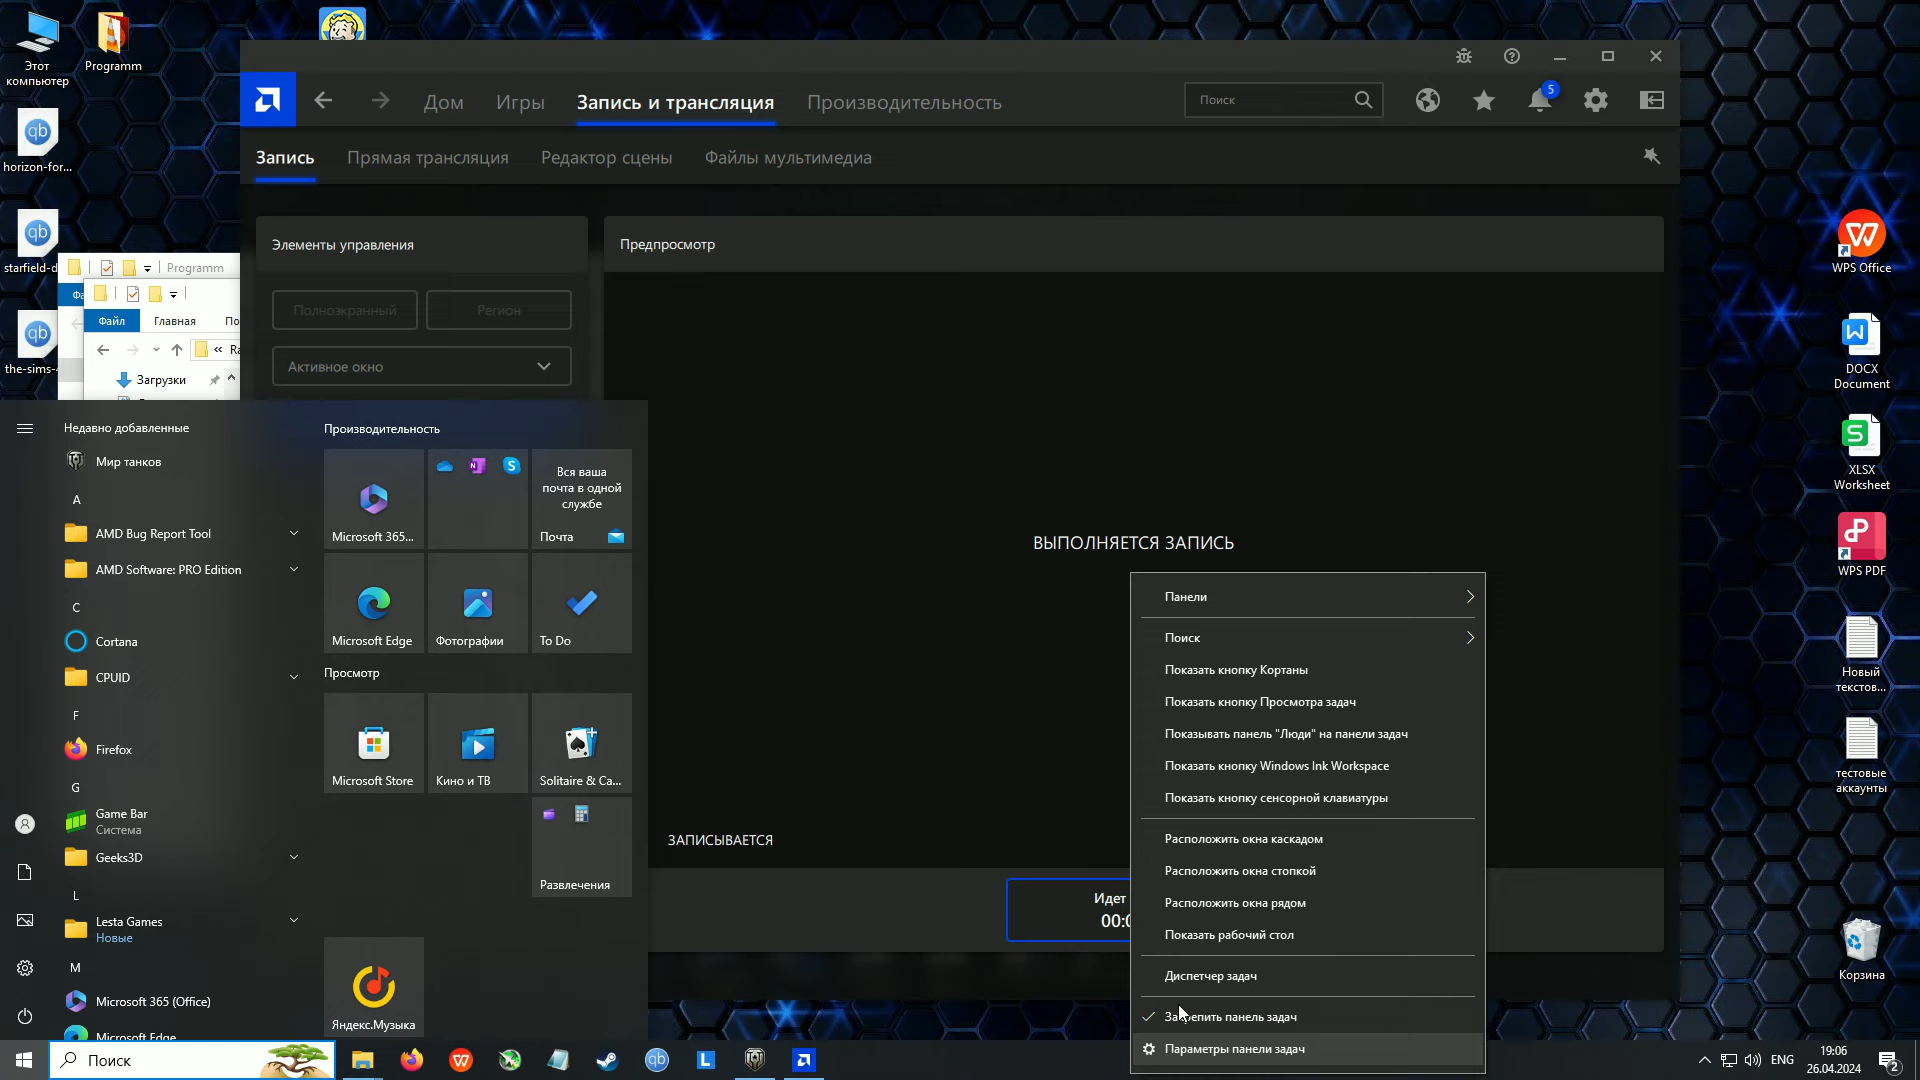 Этот
компьютер
Programm
horizon-for...
starfield-d
the-sims-4
Дом
Игры
Запись и трансляция
Производительность
Поиск
5
Запись
Прямая трансляция
Редактор сцены
Файлы мультимедиа
Элементы управления
Предпросмотр
Полноэкранный
Регион
Активное окно
Programm
Файл
Главная
По
« Ra
Загрузки
ВЫПОЛНЯЕТСЯ ЗАПИСЬ
ЗАПИСЫВАЕТСЯ
Идет
00:0
Недавно добавленные
Мир танков
A
AMD Bug Report Tool
AMD Software: PRO Edition
C
Cortana
CPUID
F
Firefox
G
Game Bar
Система
Geeks3D
L
Lesta Games
Новые
M
Microsoft 365 (Office)
Microsoft Edge
Производительность
Microsoft 365...
Вся ваша
почта в одной
службе
Почта
Microsoft Edge
Фотографии
To Do
Просмотр
Microsoft Store
Кино и ТВ
Solitaire & Ca...
Развлечения
Яндекс.Музыка
Панели
Поиск
Показать кнопку Кортаны
Показать кнопку Просмотра задач
Показывать панель "Люди" на панели задач
Показать кнопку Windows Ink Workspace
Показать кнопку сенсорной клавиатуры
Расположить окна каскадом
Расположить окна стопкой
Расположить окна рядом
Показать рабочий стол
Диспетчер задач
Закрепить панель задач
Параметры панели задач
WPS Office
DOCX
Document
XLSX
Worksheet
WPS PDF
Новый
текстов...
тестовые
аккаунты
Корзина
Поиск
ENG
19:06
26.04.2024
2